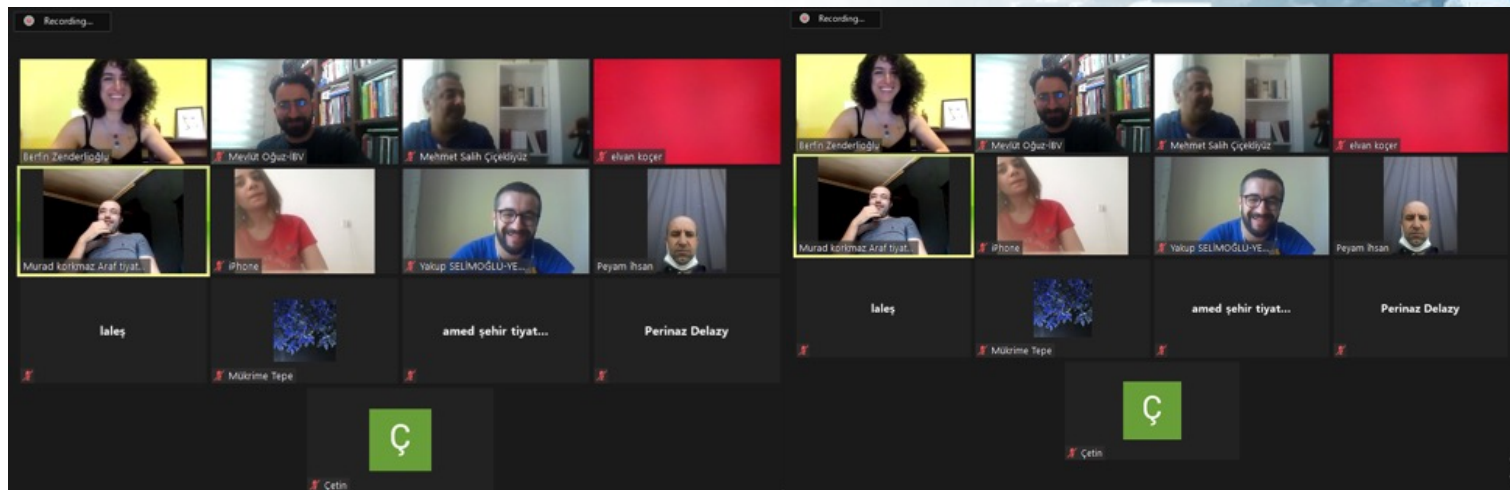 Recording...
Berfin Zenderlioğlu
Mevlüt Oğuz-İBV
Mehmet Salih Çiçekliyüz
elvan koçer
Murad korkmaz Araf tiyat...
iPhone
Yakup SELİMOĞLU-YE...
Peyam İhsan
laleş
Mükrime Tepe
amed şehir tiyat...
Perinaz Delazy
Ç
Çetin
Recording...
Berfin Zenderlioğlu
Mevlüt Oğuz-İBV
Mehmet Salih Çiçekliyüz
elvan koçer
Murad korkmaz Araf tiyat...
iPhone
Yakup SELİMOĞLU-YE...
Peyam İhsan
laleş
Mükrime Tepe
amed şehir tiyat...
Perinaz Delazy
Ç
Çetin